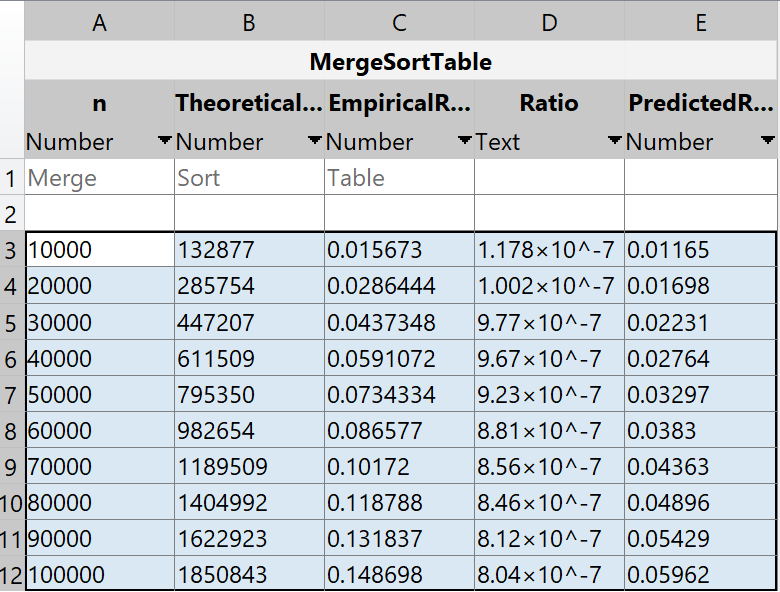 A B C D E
MergeSortTable
n Theoretical... EmpiricalR... Ratio PredictedR...
Number Number Number Text Number
1 Merge Sort Table
2
3 10000 132877 0.015673 1.178×10^-7 0.01165
4 20000 285754 0.0286444 1.002×10^-7 0.01698
5 30000 447207 0.0437348 9.77×10^-7 0.02231
6 40000 611509 0.0591072 9.67×10^-7 0.02764
7 50000 795350 0.0734334 9.23×10^-7 0.03297
8 60000 982654 0.086577 8.81×10^-7 0.0383
9 70000 1189509 0.10172 8.56×10^-7 0.04363
10 80000 1404992 0.118788 8.46×10^-7 0.04896
11 90000 1622923 0.131837 8.12×10^-7 0.05429
12 100000 1850843 0.148698 8.04×10^-7 0.05962